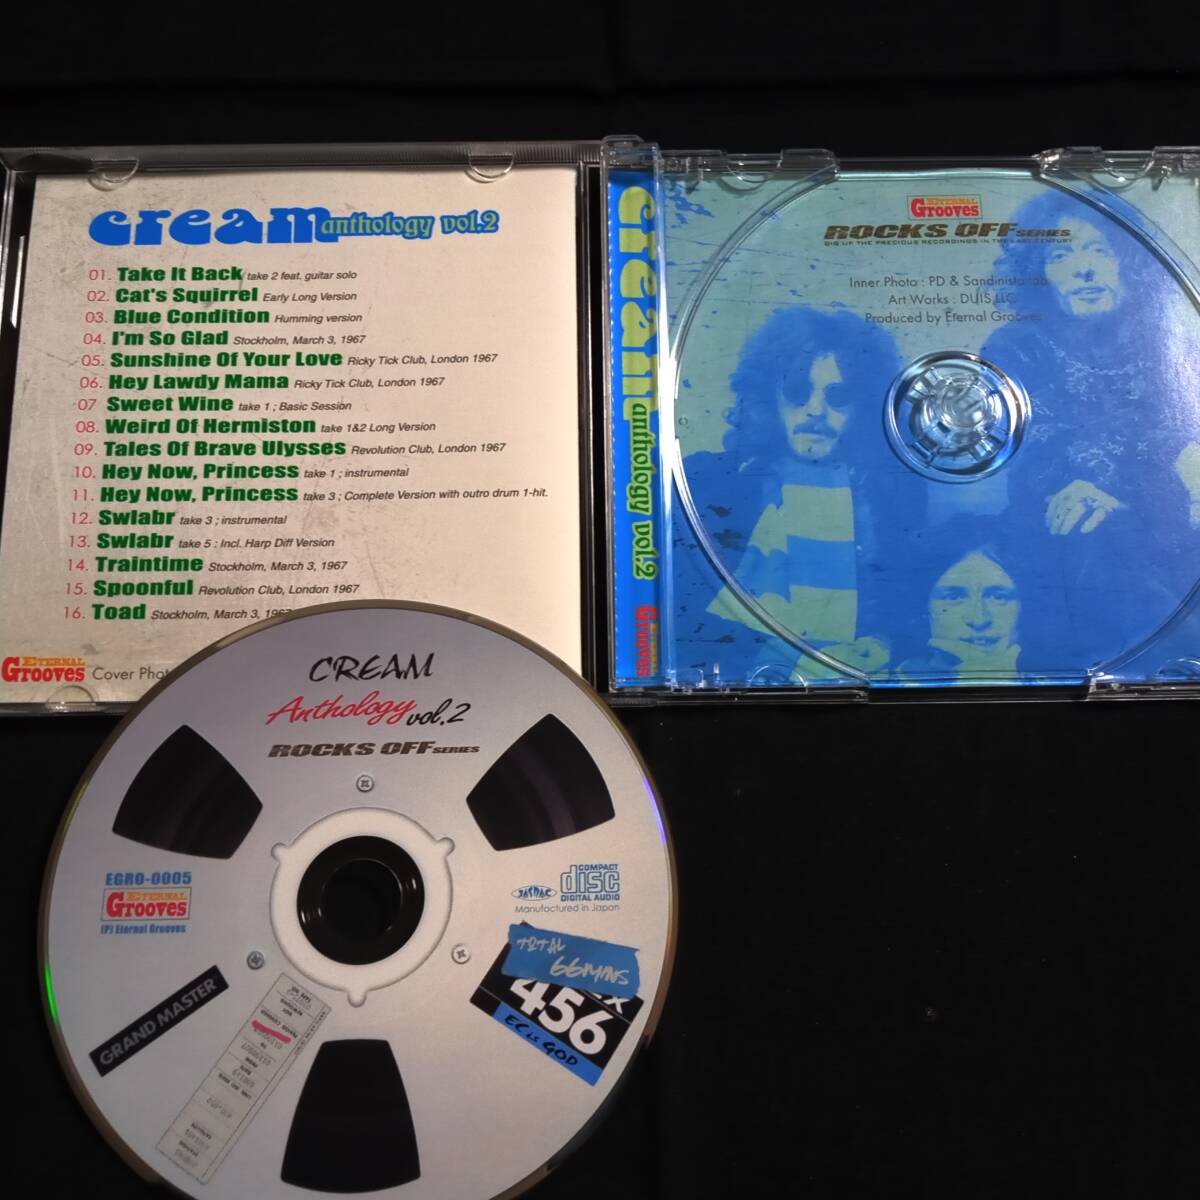 cream anthology vol.2
01. Take It Back take 2 feat. guitar solo
02. Cat's Squirrel Early Long Version
03. Blue Condition Humming version
04. I'm So Glad Stockholm, March 3, 1967
05. Sunshine Of Your Love Ricky Tick Club, London 1967
06. Hey Lawdy Mama Ricky Tick Club, London 1967
07 Sweet Wine take 1 ; Basic Session
08. Weird Of Hermiston take 1&2 Long Version
09. Tales Of Brave Ulysses Revolution Club, London 1967
10. Hey Now, Princess take 1 ; instrumental
11. Hey Now, Princess take 3 ; Complete Version with outro drum 1-hit.
12. Swlabr take 3 ; instrumental
13. Swlabr take 5 : Incl. Harp Diff Version
14. Traintime Stockholm, March 3, 1967
15. Spoonful Revolution Club, London 1967
16. Toad Stockholm, March 3, 1967
ETERNAL GROOVES Cover Phot
cream anthology vol.2
ETERNAL GROOVES
ETERNAL GROOVES
ROCKS OFF SERIES
DIG UP THE PRECIOUS RECORDINGS IN THE LAST CENTURY
Inner Photo : PD & Sandinista
Art Works : DUIS LLC
Produced by Eternal Grooves
CREAM
Anthology vol.2
ROCKS OFF SERIES
EGRO-0005
ETERNAL GROOVES
(P) Eternal Grooves
JASRAC
COMPACT
disc
DIGITAL AUDIO
Manufactured in Japan
TOTAL
66MINS
456
EC is GOD
GRAND MASTER